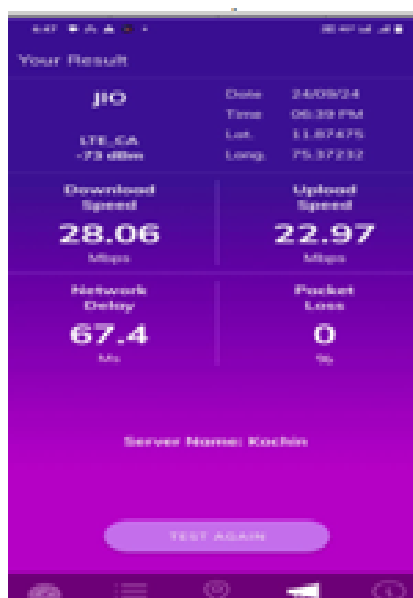 Your Result
JIO
LTE_CA
-73 dBm
Date 24/09/24
Time 06:39 PM
Lat. 11.87475
Long. 75.37232
Download Speed
28.06
Mbps
Upload Speed
22.97
Mbps
Network Delay
67.4
Ms
Packet Loss
0
%
Server Name: Kochin
TEST AGAIN